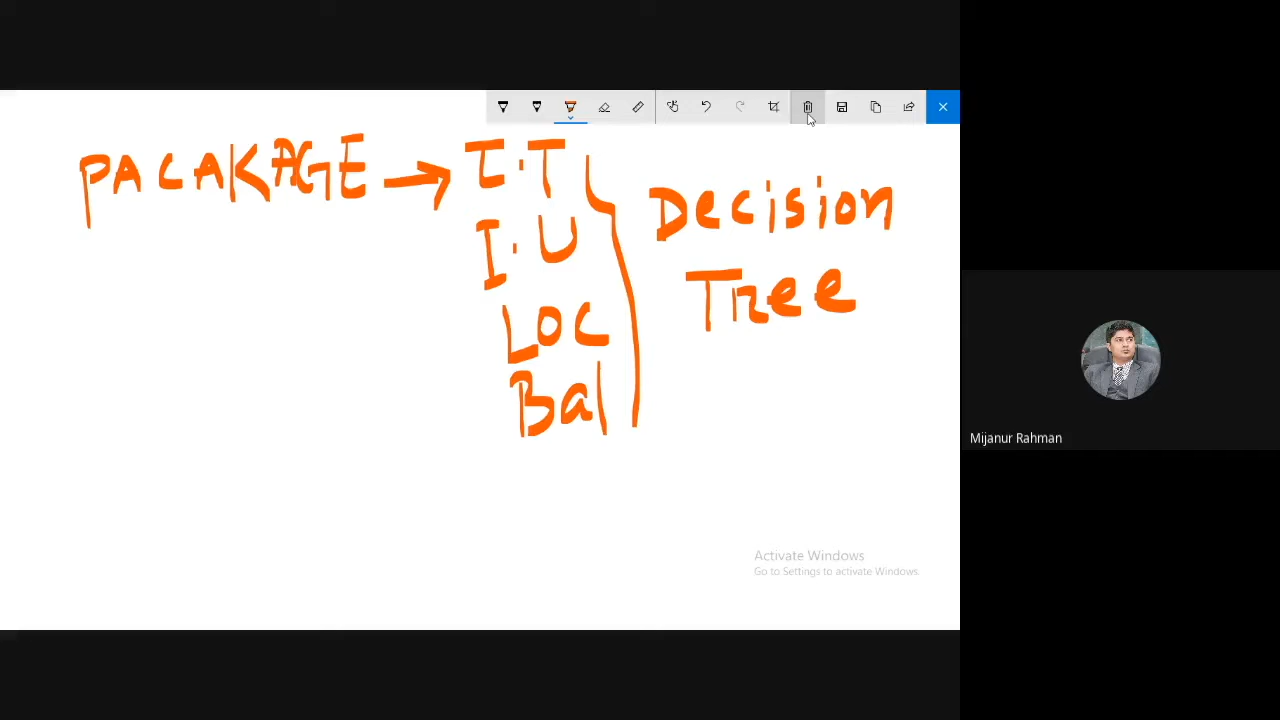 PACAKAGE → I.T
I.U
LOC
Bal
Decision
Tree
Mijanur Rahman
Activate Windows
Go to Settings to activate Windows.